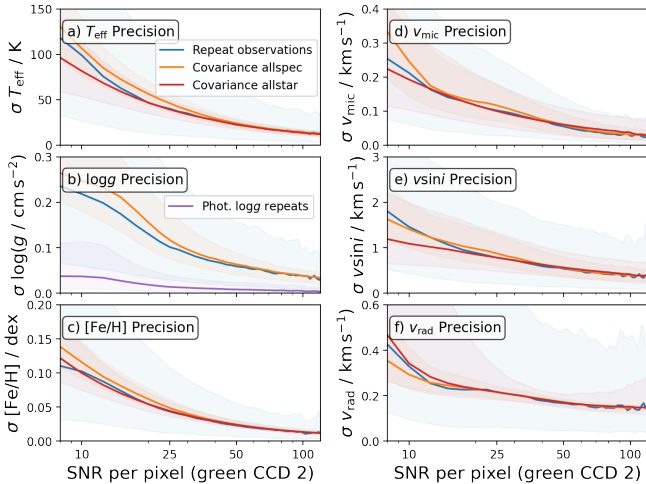 150
100
50
0
σ T_eff / K
a) T_eff Precision
Repeat observations
Covariance allspec
Covariance allstar
0.3
0.2
0.1
0.0
σ log(g / cm s⁻²)
b) logg Precision
Phot. logg repeats
0.20
0.15
0.10
0.05
0.00
σ [Fe/H] / dex
c) [Fe/H] Precision
10 25 50 100
SNR per pixel (green CCD 2)
0.4
0.3
0.2
0.1
0.0
σ v_mic / km s⁻¹
d) v_mic Precision
3
2
1
0
σ vsini / km s⁻¹
e) vsini Precision
0.6
0.4
0.2
0.0
σ v_rad / km s⁻¹
f) v_rad Precision
10 25 50 100
SNR per pixel (green CCD 2)